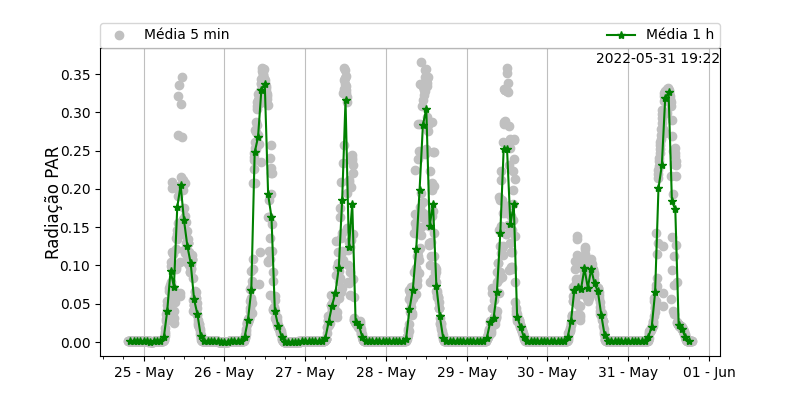 Média 5 min
Média 1 h
2022-05-31 19:22
Radiação PAR
0.35
0.30
0.25
0.20
0.15
0.10
0.05
0.00
25 - May
26 - May
27 - May
28 - May
29 - May
30 - May
31 - May
01 - Jun